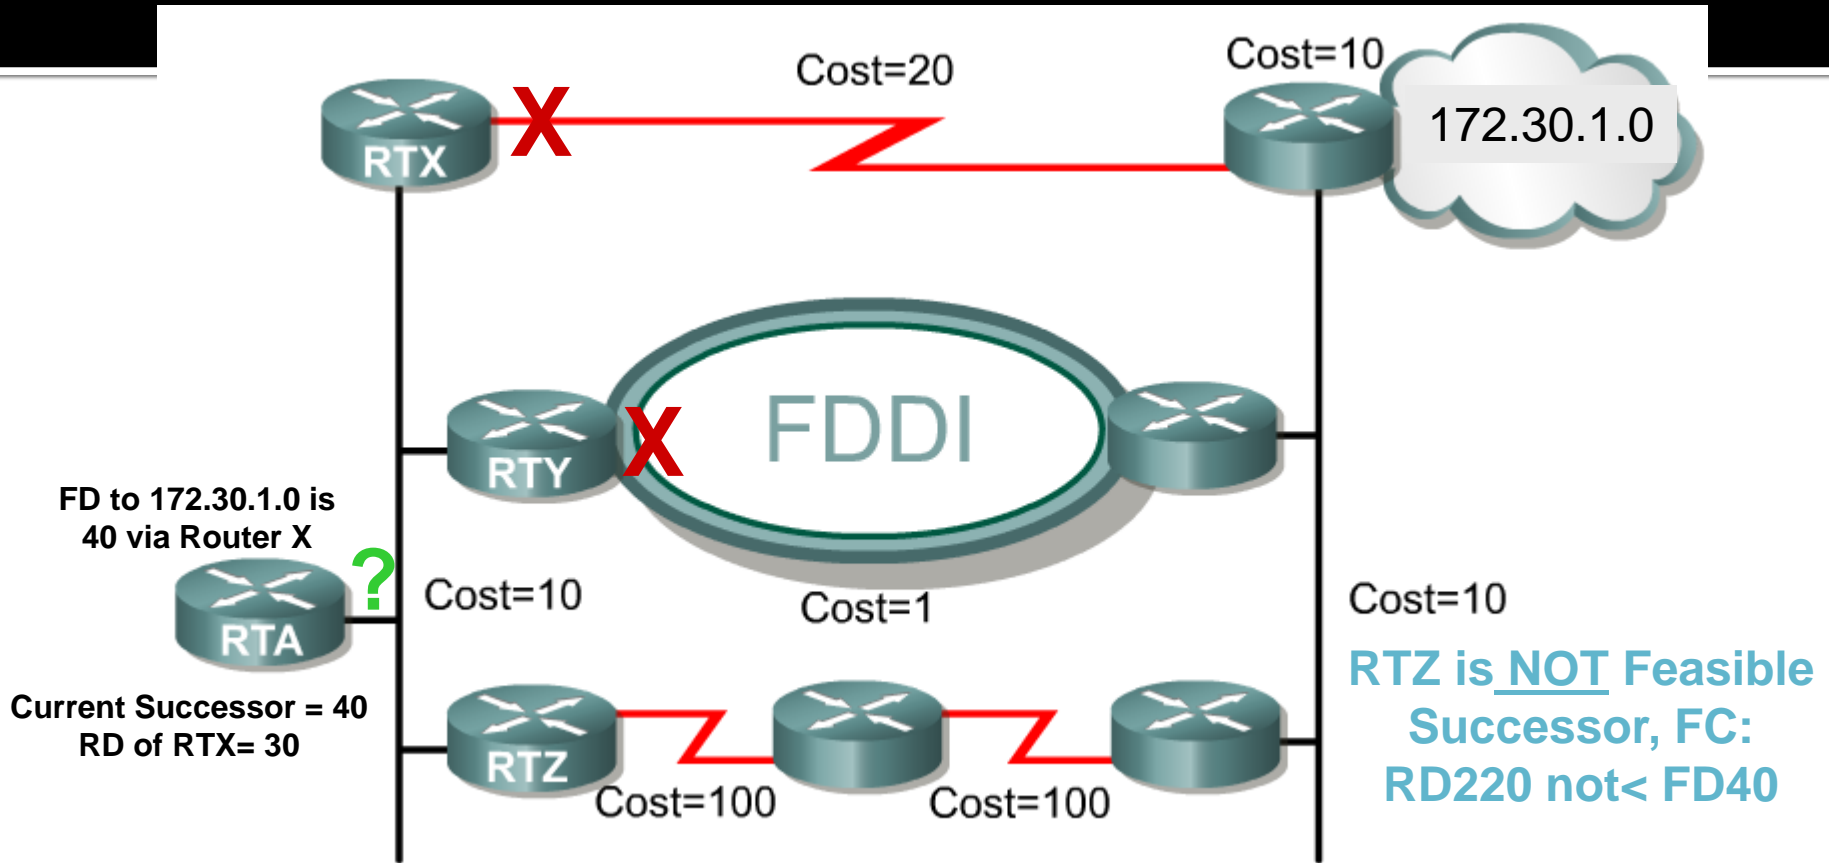 Cost=20
Cost=10
172.30.1.0
RTX
X
FDDI
RTY
X
FD to 172.30.1.0 is
40 via Router X
?
RTA
Cost=10
Cost=1
Cost=10
Current Successor = 40
RD of RTX= 30
RTZ
Cost=100
Cost=100
RTZ is NOT Feasible
Successor, FC:
RD220 not< FD40